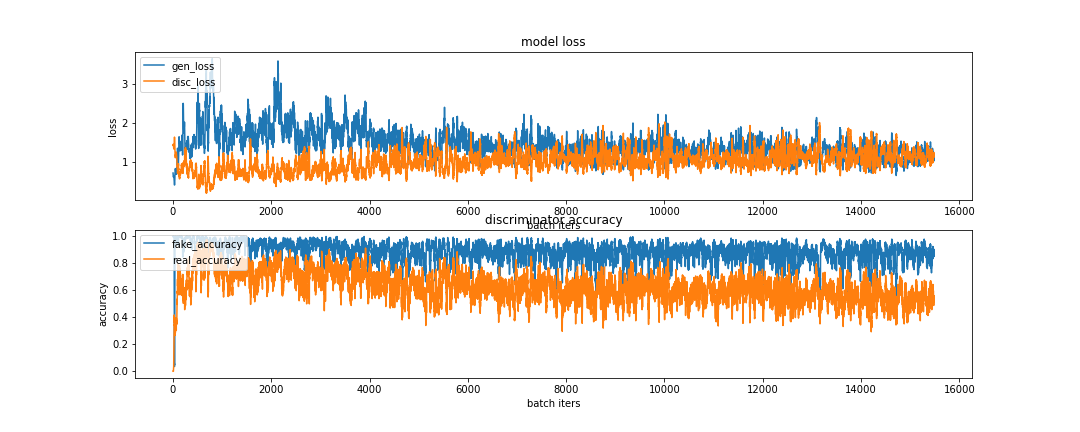 model loss
gen_loss
disc_loss
loss
3
2
1
0 2000 4000 6000 8000 10000 12000 14000 16000
batch iters
discriminator accuracy
fake_accuracy
real_accuracy
accuracy
1.0
0.8
0.6
0.4
0.2
0.0
0 2000 4000 6000 8000 10000 12000 14000 16000
batch iters